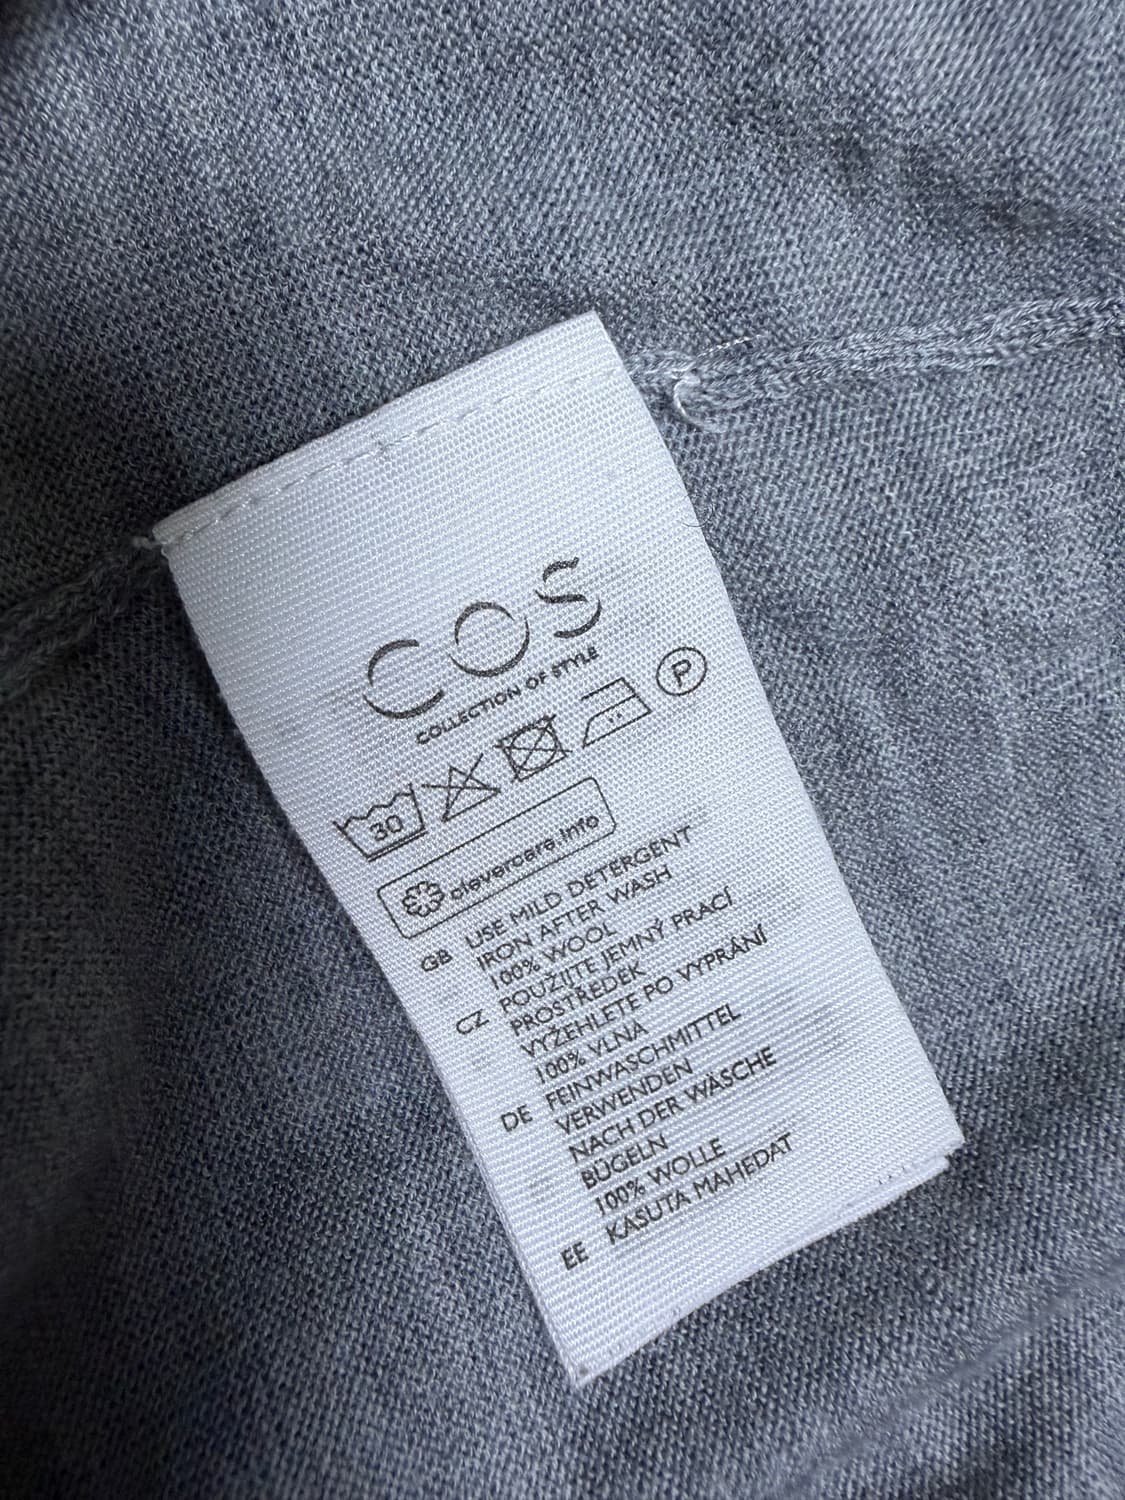 COS
COLLECTION OF STYLE
30 P
clevercare.info
GB USE MILD DETERGENT
IRON AFTER WASH
100% WOOL
CZ POUŽIJTE JEMNÝ PRACÍ
PROSTŘEDEK
VYŽEHLETE PO VYPRÁNÍ
100% VLNA
DE FEINWASCHMITTEL
VERWENDEN
NACH DER WÄSCHE
BÜGELN
100% WOLLE
EE KASUTA MAHEDAT